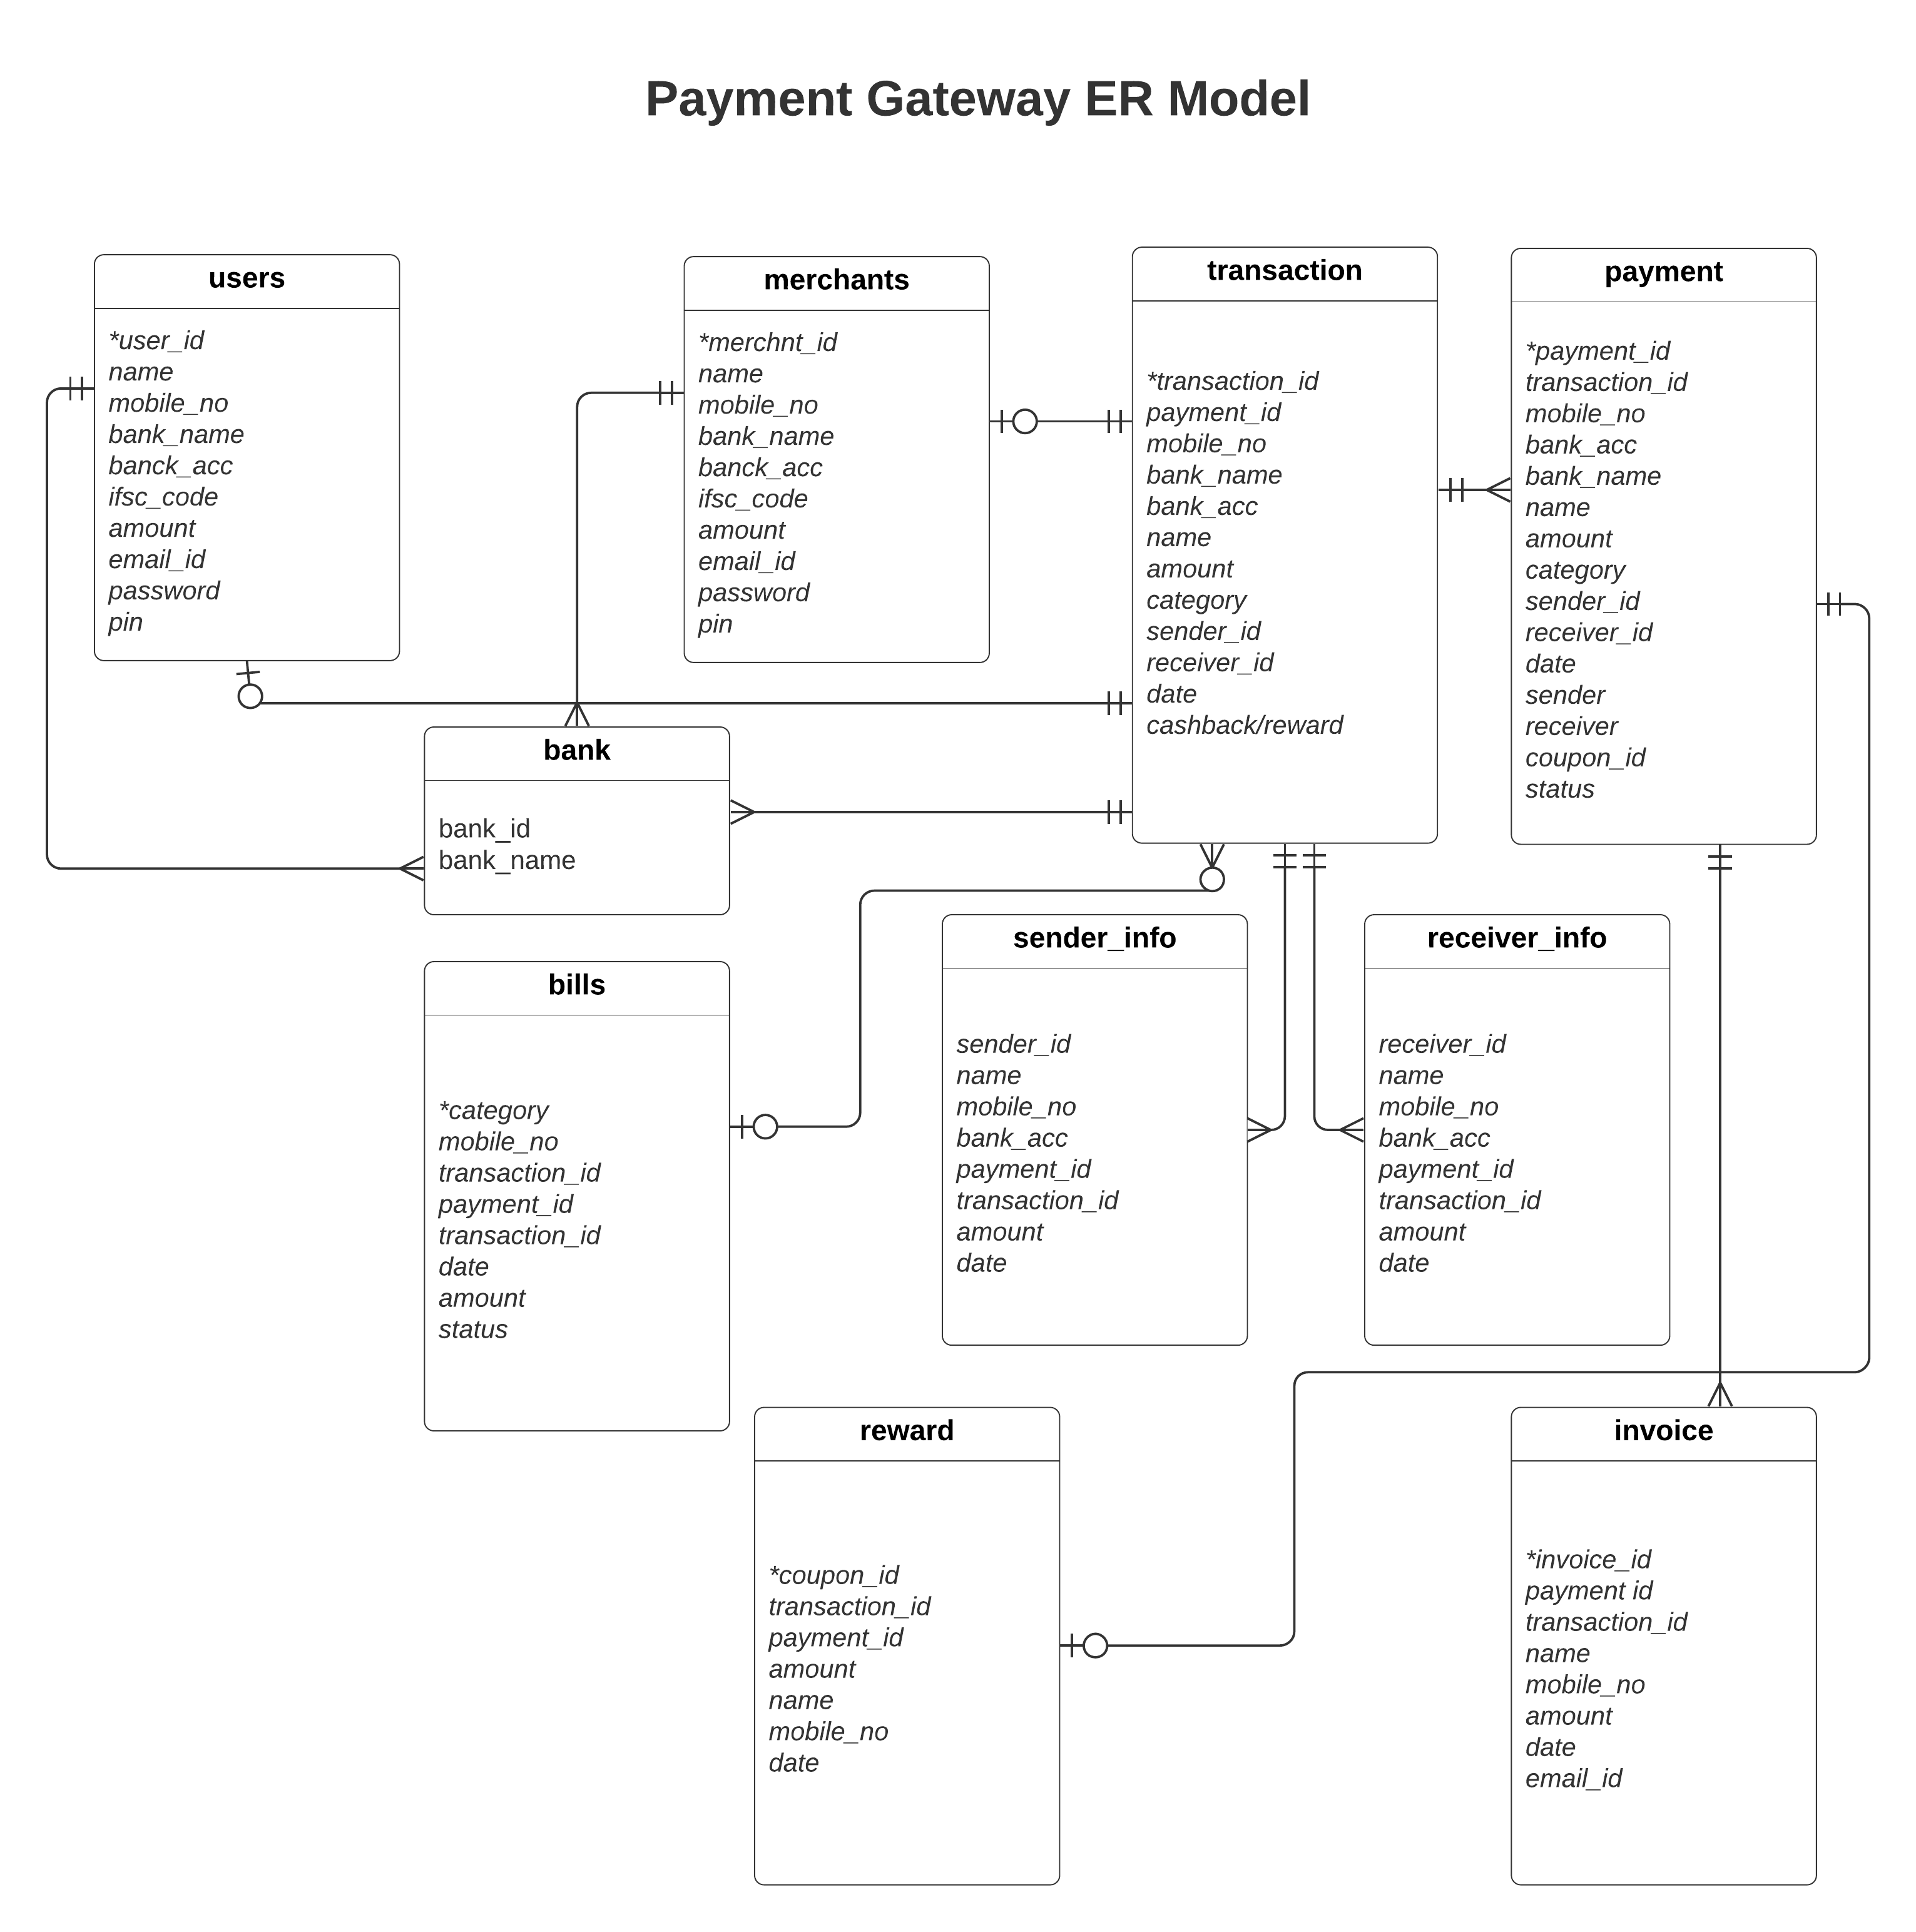 Payment Gateway ER Model
users
*user_id
name
mobile_no
bank_name
banck_acc
ifsc_code
amount
email_id
password
pin
merchants
*merchnt_id
name
mobile_no
bank_name
banck_acc
ifsc_code
amount
email_id
password
pin
transaction
*transaction_id
payment_id
mobile_no
bank_name
bank_acc
name
amount
category
sender_id
receiver_id
date
cashback/reward
payment
*payment_id
transaction_id
mobile_no
bank_acc
bank_name
name
amount
category
sender_id
receiver_id
date
sender
receiver
coupon_id
status
bank
bank_id
bank_name
bills
*category
mobile_no
transaction_id
payment_id
transaction_id
date
amount
status
sender_info
sender_id
name
mobile_no
bank_acc
payment_id
transaction_id
amount
date
receiver_info
receiver_id
name
mobile_no
bank_acc
payment_id
transaction_id
amount
date
reward
*coupon_id
transaction_id
payment_id
amount
name
mobile_no
date
invoice
*invoice_id
payment id
transaction_id
name
mobile_no
amount
date
email_id